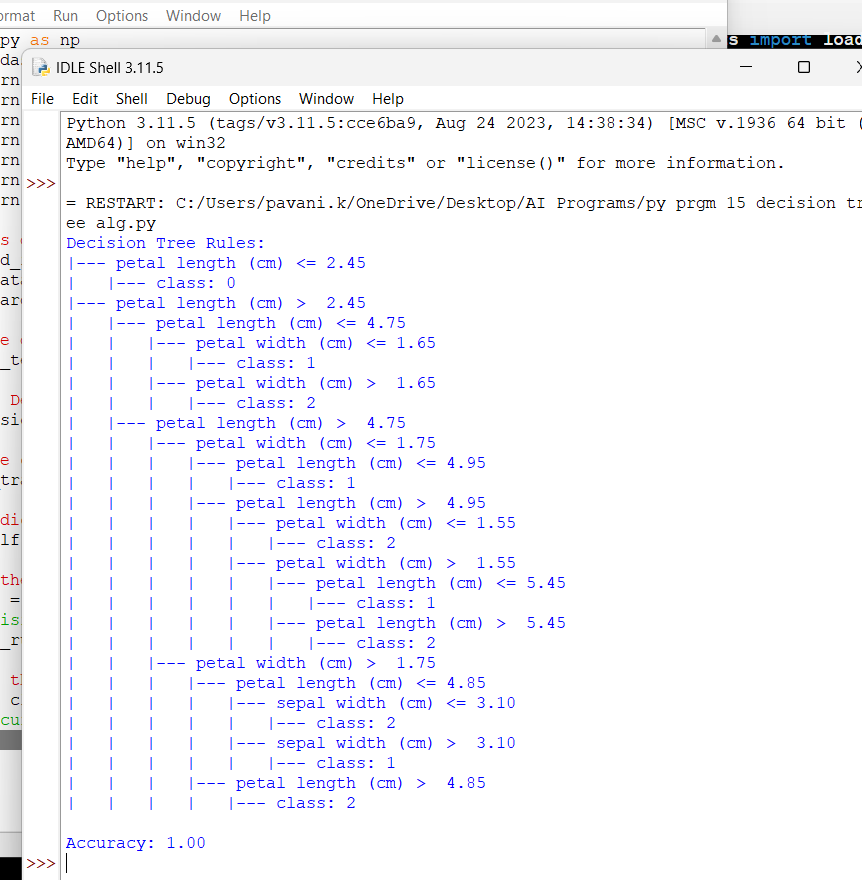 ormat Run Options Window Help
py as np
s import load
IDLE Shell 3.11.5
File Edit Shell Debug Options Window Help
Python 3.11.5 (tags/v3.11.5:cce6ba9, Aug 24 2023, 14:38:34) [MSC v.1936 64 bit (
AMD64)] on win32
Type "help", "copyright", "credits" or "license()" for more information.
>>>
= RESTART: C:/Users/pavani.k/OneDrive/Desktop/AI Programs/py prgm 15 decision tr
ee alg.py
Decision Tree Rules:
|--- petal length (cm) <= 2.45
|   |--- class: 0
|--- petal length (cm) >  2.45
|   |--- petal length (cm) <= 4.75
|   |   |--- petal width (cm) <= 1.65
|   |   |   |--- class: 1
|   |   |--- petal width (cm) >  1.65
|   |   |   |--- class: 2
|   |--- petal length (cm) >  4.75
|   |   |--- petal width (cm) <= 1.75
|   |   |   |--- petal length (cm) <= 4.95
|   |   |   |   |--- class: 1
|   |   |   |--- petal length (cm) >  4.95
|   |   |   |   |--- petal width (cm) <= 1.55
|   |   |   |   |   |--- class: 2
|   |   |   |   |--- petal width (cm) >  1.55
|   |   |   |   |   |--- petal length (cm) <= 5.45
|   |   |   |   |   |   |--- class: 1
|   |   |   |   |   |--- petal length (cm) >  5.45
|   |   |   |   |   |   |--- class: 2
|   |   |--- petal width (cm) >  1.75
|   |   |   |--- petal length (cm) <= 4.85
|   |   |   |   |--- sepal width (cm) <= 3.10
|   |   |   |   |   |--- class: 2
|   |   |   |   |--- sepal width (cm) >  3.10
|   |   |   |   |   |--- class: 1
|   |   |   |--- petal length (cm) >  4.85
|   |   |   |   |--- class: 2
Accuracy: 1.00
>>>